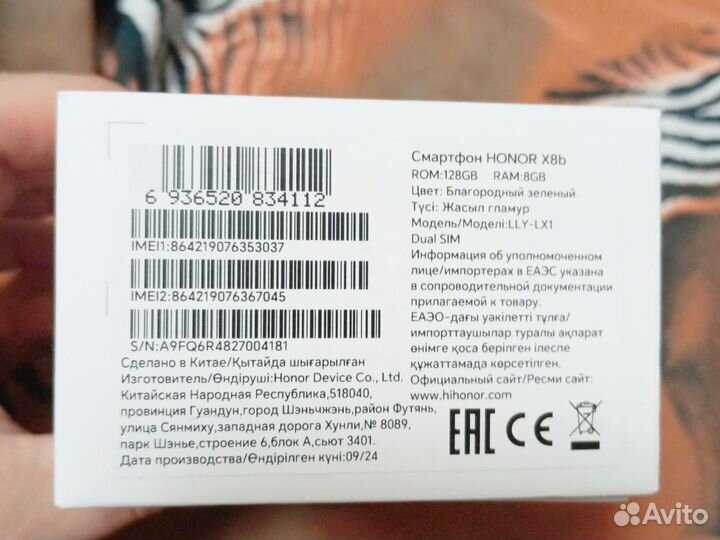 6 936520 834112
IMEI1:864219076353037
IMEI2:864219076367045
S/N:A9FQ6R4827004181
Сделано в Китае/Қытайда шығарылған
Изготовитель/Өндіруші:Honor Device Co., Ltd.
Китайская Народная Республика,518040,
провинция Гуандун,город Шэньчжэнь,район Футянь,
улица Сянмиху,западная дорога Хунли,№ 8089,
парк Шэнье,строение 6,блок А,сьют 3401.
Дата производства/Өндірілген күні:09/24
Смартфон HONOR X8b
ROM:128GB RAM:8GB
Цвет: Благородный зеленый
Түсі: Жасыл гламур
Модель/Моделі:LLY-LX1
Dual SIM
Информация об уполномоченном
лице/импортерах в ЕАЭС указана
в сопроводительной документации
прилагаемой к товару.
ЕАЭО-дағы уәкілетті тұлға/
импорттаушылар туралы ақпарат
өнімге қоса берілген ілеспе
құжаттамада көрсетілген.
Официальный сайт/Ресми сайт:
www.hihonor.com
EAC CE
Avito